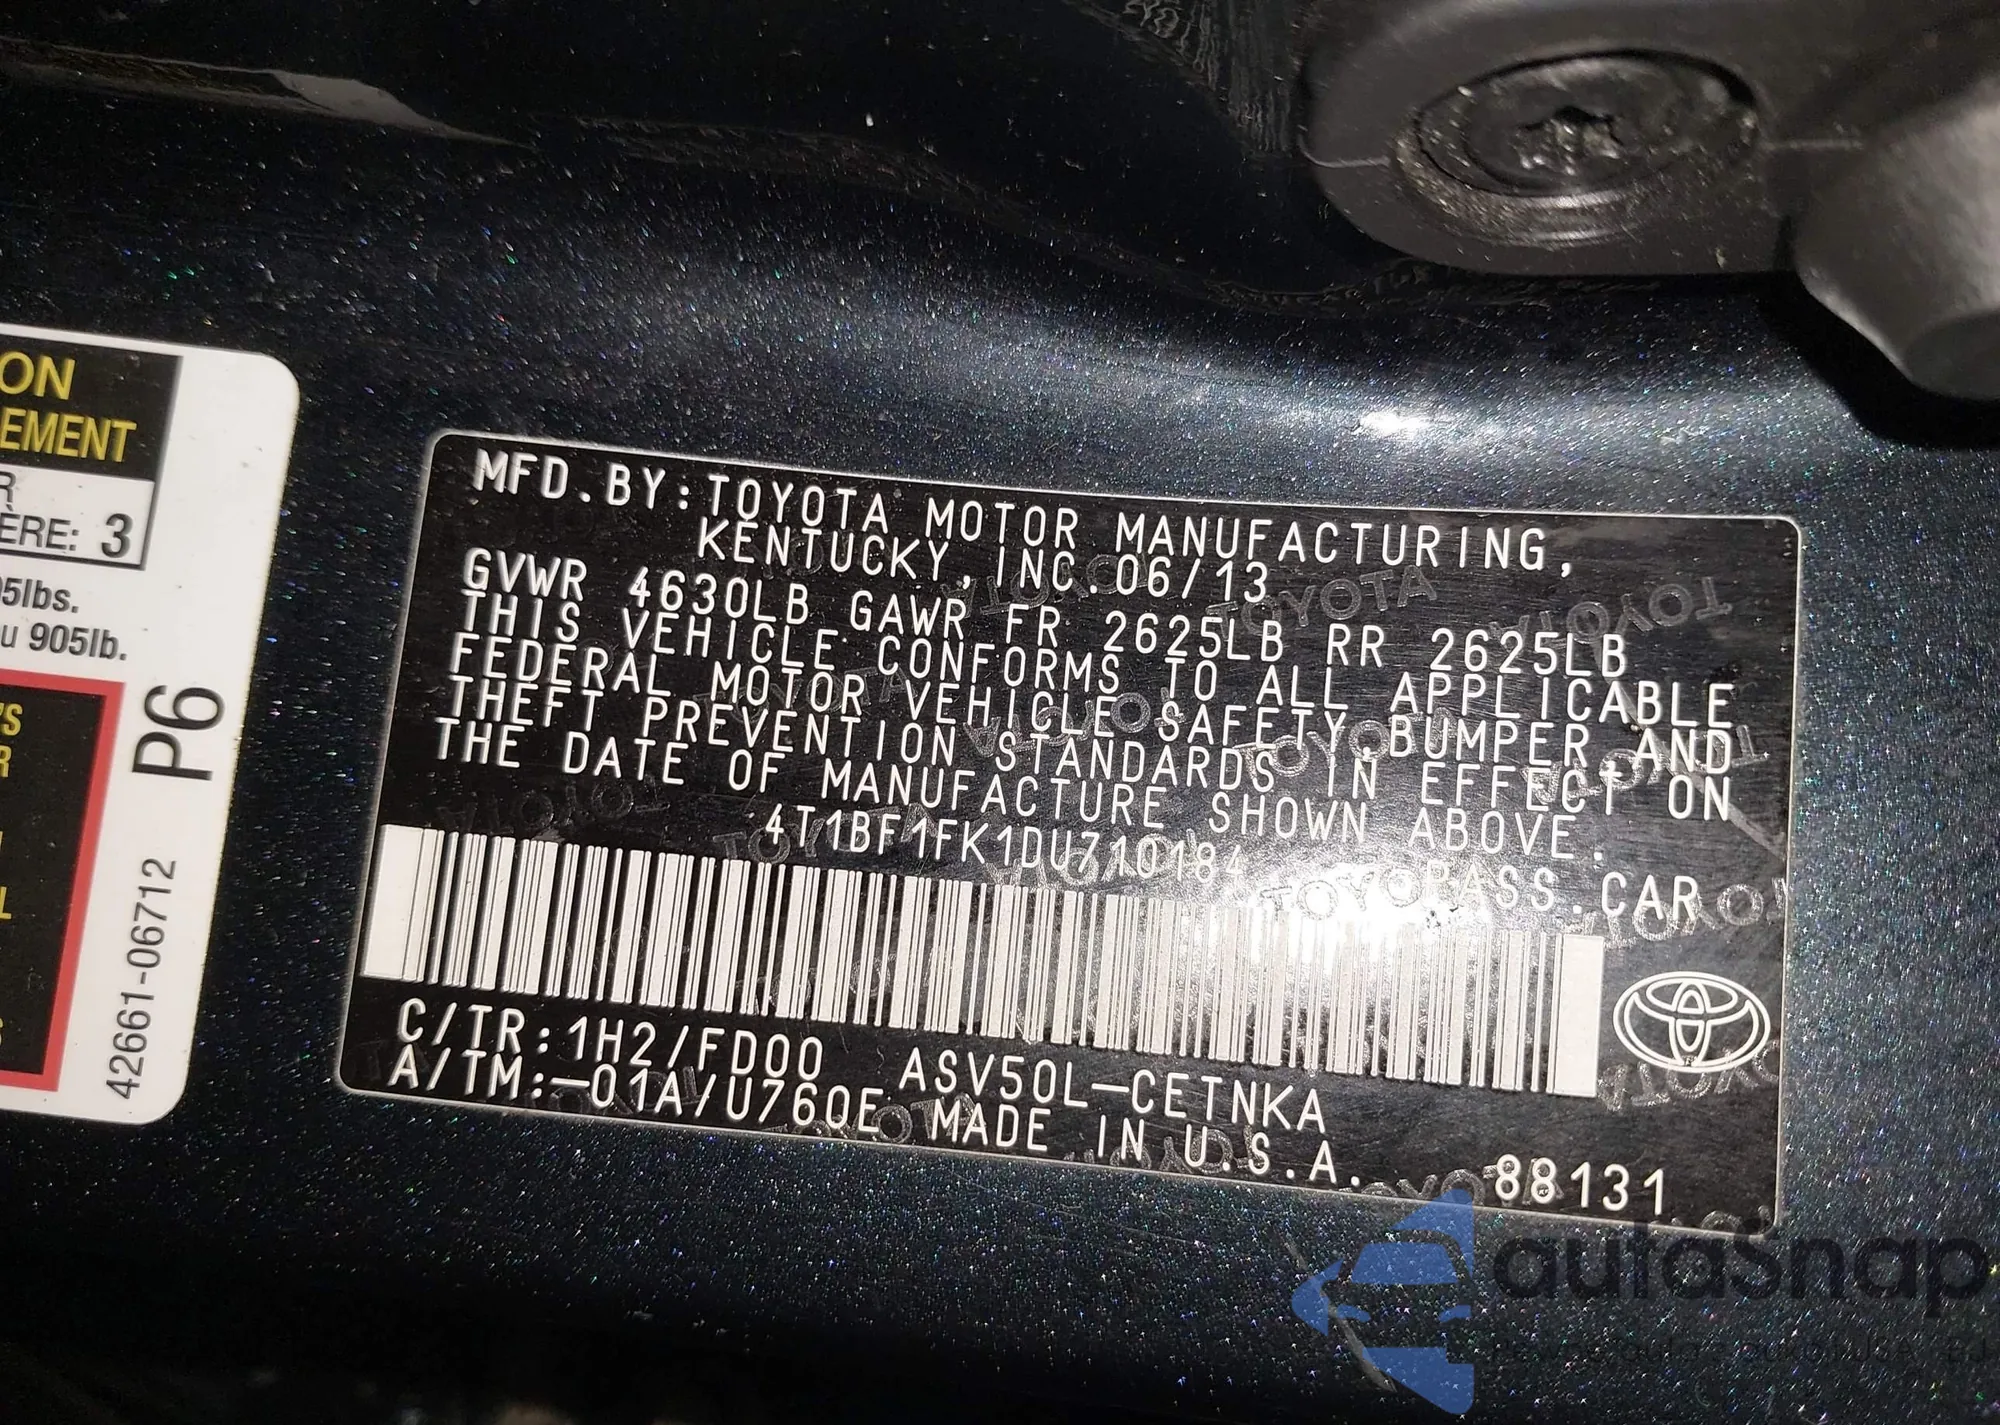 ON
EMENT
R
ÈRE: 3
5lbs.
u 905lb.
'S
R
L
S
P6
42661-06712
MFD.BY:TOYOTA MOTOR MANUFACTURING,
KENTUCKY, INC.06/13
GVWR 4630LB GAWR FR 2625LB RR 2625LB
THIS VEHICLE CONFORMS TO ALL APPLICABLE
FEDERAL MOTOR VEHICLE SAFETY,BUMPER,AND
THEFT PREVENTION STANDARDS IN EFFECT ON
THE DATE OF MANUFACTURE SHOWN ABOVE.
4T1BF1FK1DU710184 PASS.CAR
C/TR:1H2/FD00 ASV50L-CETNKA
A/TM:-01A/U760E MADE IN U.S.A.
88131
autoSnap